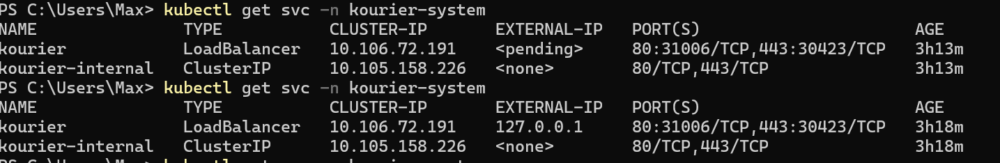 PS C:\Users\Max> kubectl get svc -n kourier-system
NAME TYPE CLUSTER-IP EXTERNAL-IP PORT(S) AGE
kourier LoadBalancer 10.106.72.191 <pending> 80:31006/TCP,443:30423/TCP 3h13m
kourier-internal ClusterIP 10.105.158.226 <none> 80/TCP,443/TCP 3h13m
PS C:\Users\Max> kubectl get svc -n kourier-system
NAME TYPE CLUSTER-IP EXTERNAL-IP PORT(S) AGE
kourier LoadBalancer 10.106.72.191 127.0.0.1 80:31006/TCP,443:30423/TCP 3h18m
kourier-internal ClusterIP 10.105.158.226 <none> 80/TCP,443/TCP 3h18m